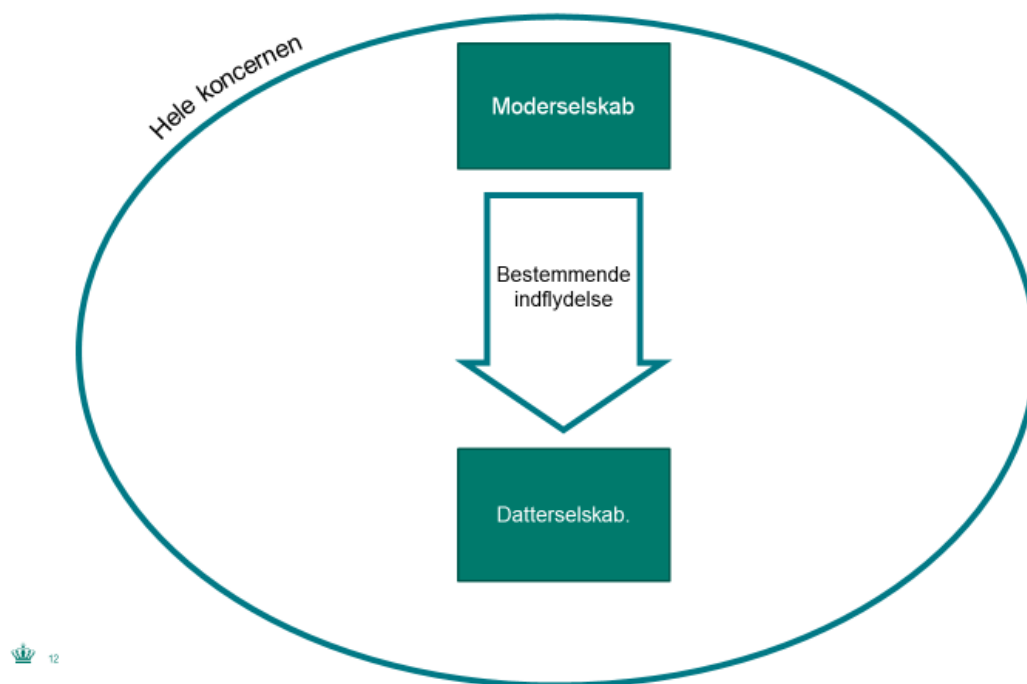 Hele koncernen
Moderselskab
Bestemmende
indflydelse
Datterselskab.
12